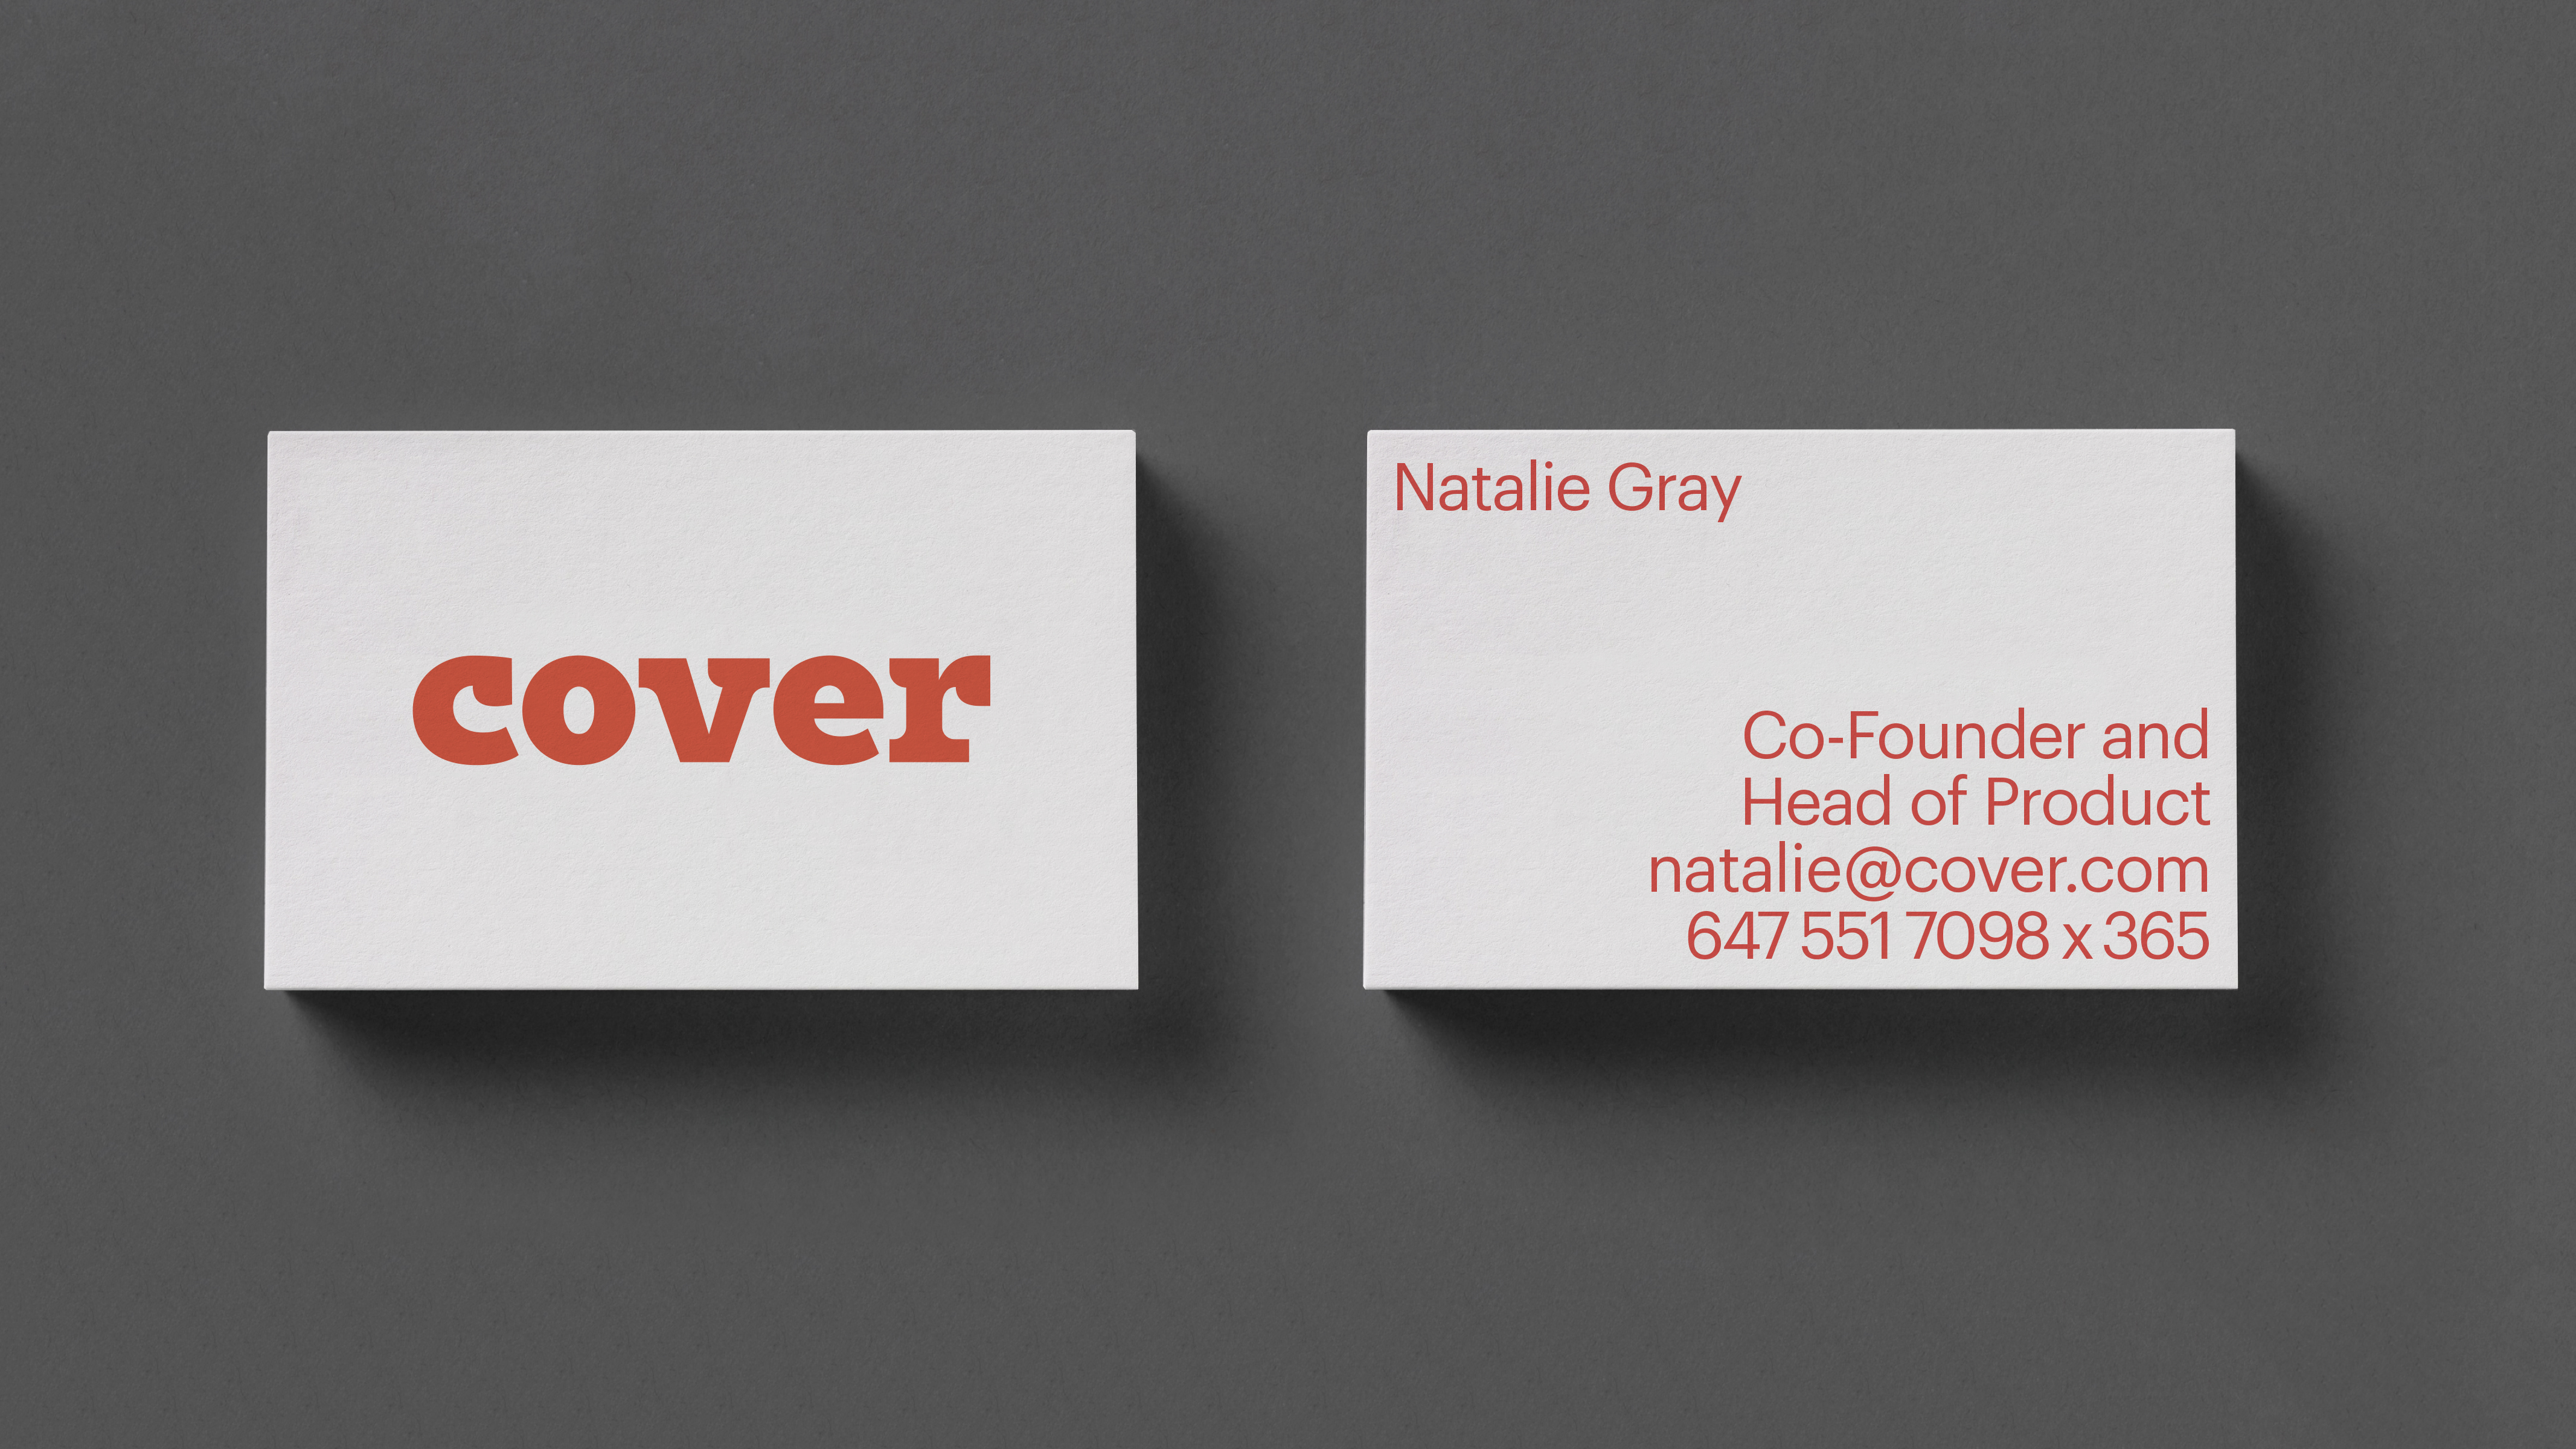 cover
Natalie Gray
Co-Founder and
Head of Product
natalie@cover.com
647 551 7098 x 365